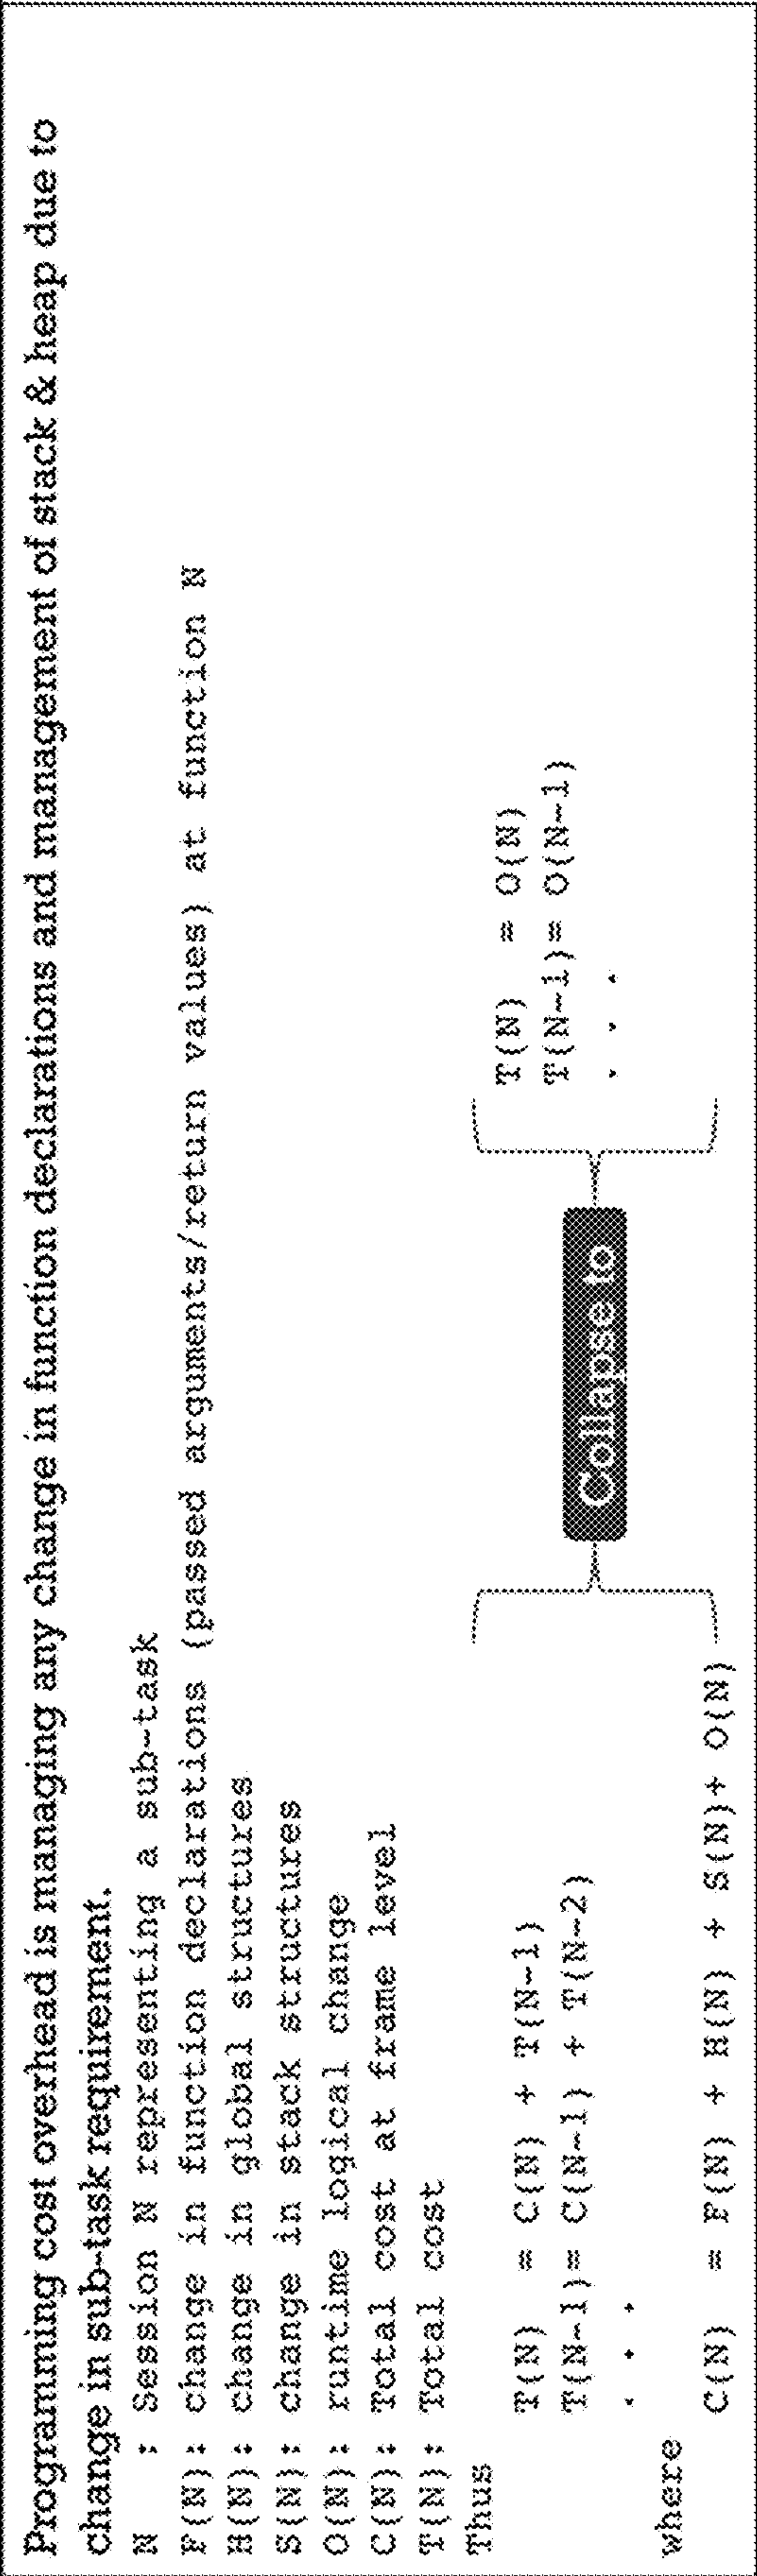 Programming cost overhead is managing any change in function declarations and management of stack & heap due to
change in sub-task requirement.
N : Session N representing a sub-task
F(N): change in function declarations (passed arguments/return values) at function N
H(N): change in global structures
S(N): change in stack structures
O(N): runtime logical change
C(N): Total cost at frame level
T(N): Total cost
Thus
T(N) = C(N) + T(N-1)
T(N-1)= C(N-1) + T(N-2)
. . .
where
C(N) = F(N) + H(N) + S(N)+ O(N)
Collapse to
T(N) = O(N)
T(N-1)= O(N-1)
. . .